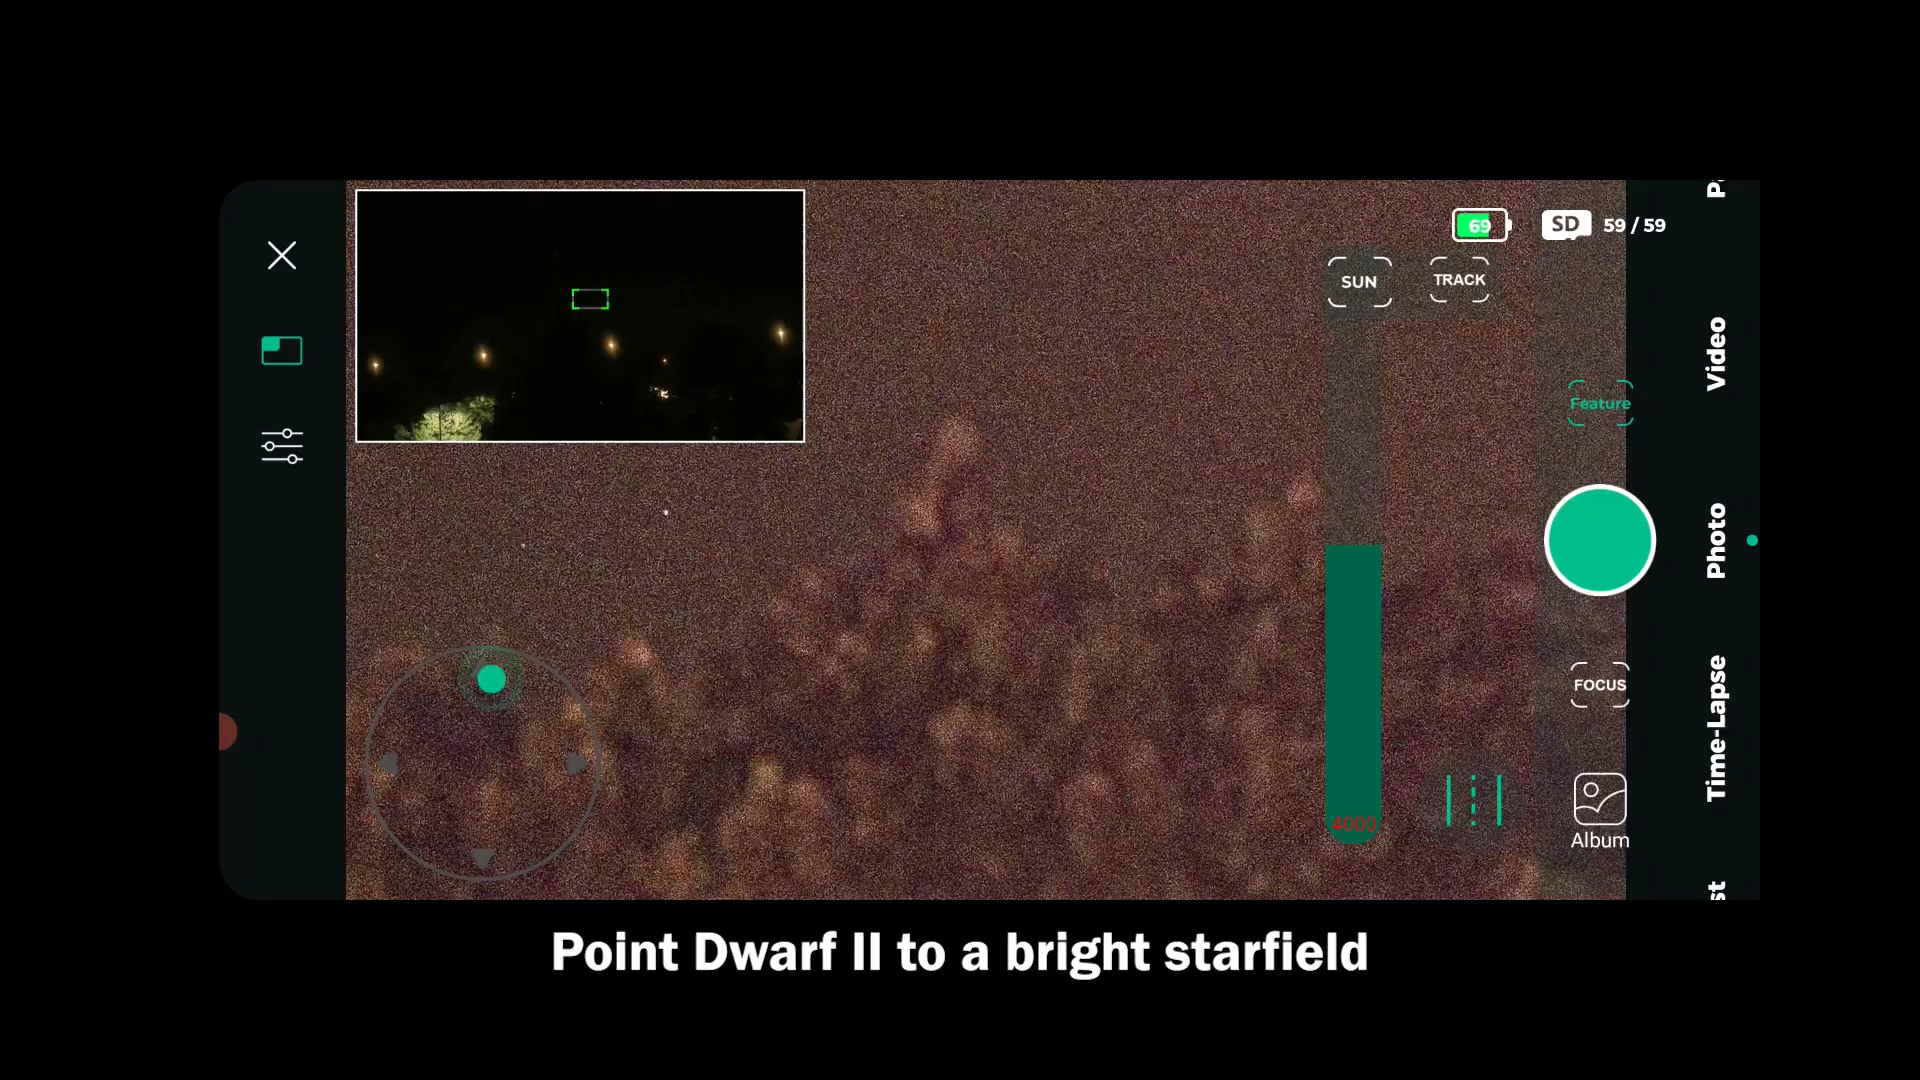 69
SD
59 / 59
SUN
TRACK
Video
Feature
Photo
FOCUS
Time-Lapse
4000
Album
st
Point Dwarf II to a bright starfield